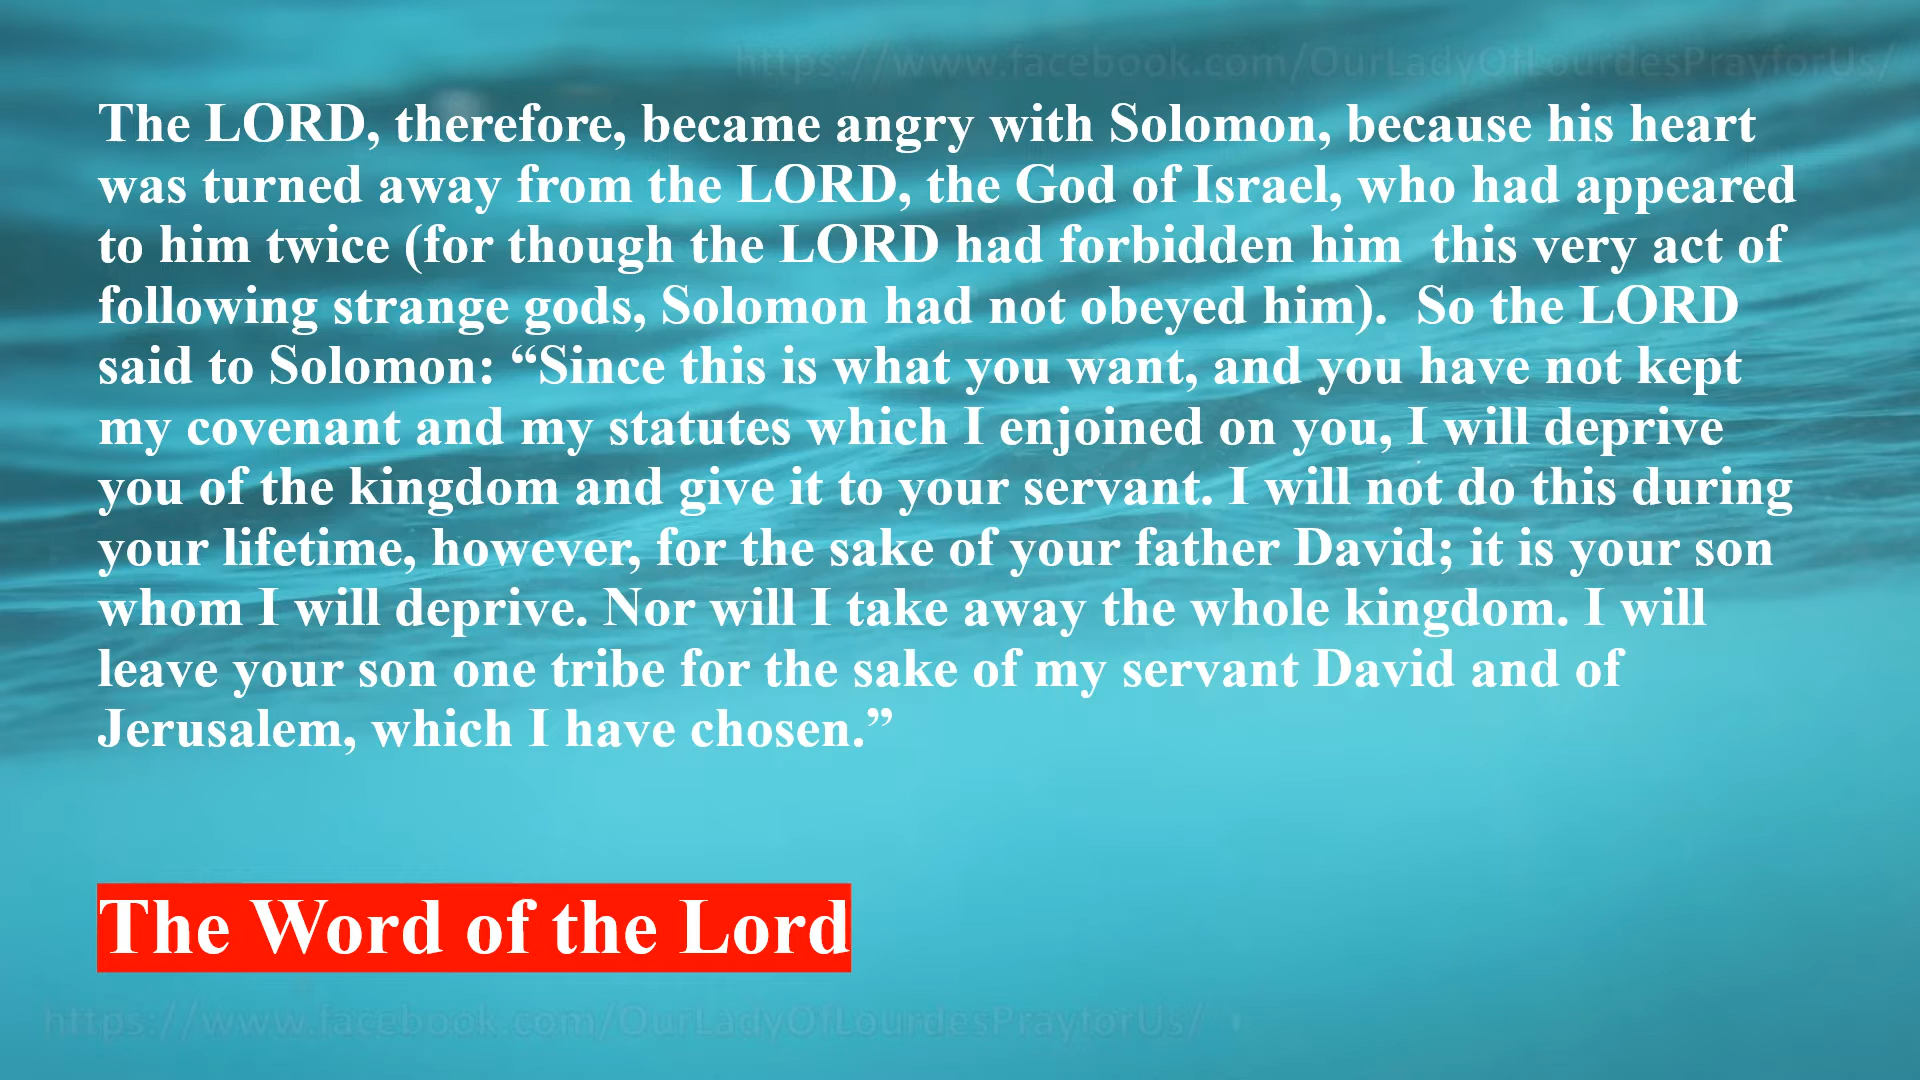 https://www.facebook.com/OurLadyOfLourdesPrayforUs/
The LORD, therefore, became angry with Solomon, because his heart
was turned away from the LORD, the God of Israel, who had appeared
to him twice (for though the LORD had forbidden him  this very act of
following strange gods, Solomon had not obeyed him).  So the LORD
said to Solomon: “Since this is what you want, and you have not kept
my covenant and my statutes which I enjoined on you, I will deprive
you of the kingdom and give it to your servant. I will not do this during
your lifetime, however, for the sake of your father David; it is your son
whom I will deprive. Nor will I take away the whole kingdom. I will
leave your son one tribe for the sake of my servant David and of
Jerusalem, which I have chosen.”
The Word of the Lord
https://www.facebook.com/OurLadyOfLourdesPrayforUs/